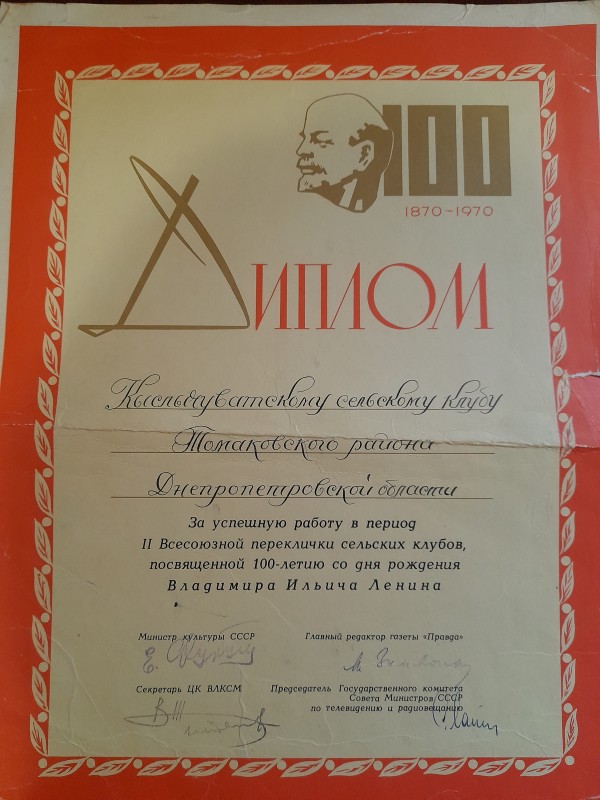 100
1870-1970
ДИПЛОМ
Кысльдуватскому сельскому клубу
Томаковского района
Днепропетровской области
За успешную работу в период
II Всесоюзной переклички сельских клубов,
посвященной 100-летию со дня рождения
Владимира Ильича Ленина
Министр культуры СССР
Главный редактор газеты «Правда»
Секретарь ЦК ВЛКСМ
Председатель Государственного комитета
Совета Министров СССР
по телевидению и радиовещанию